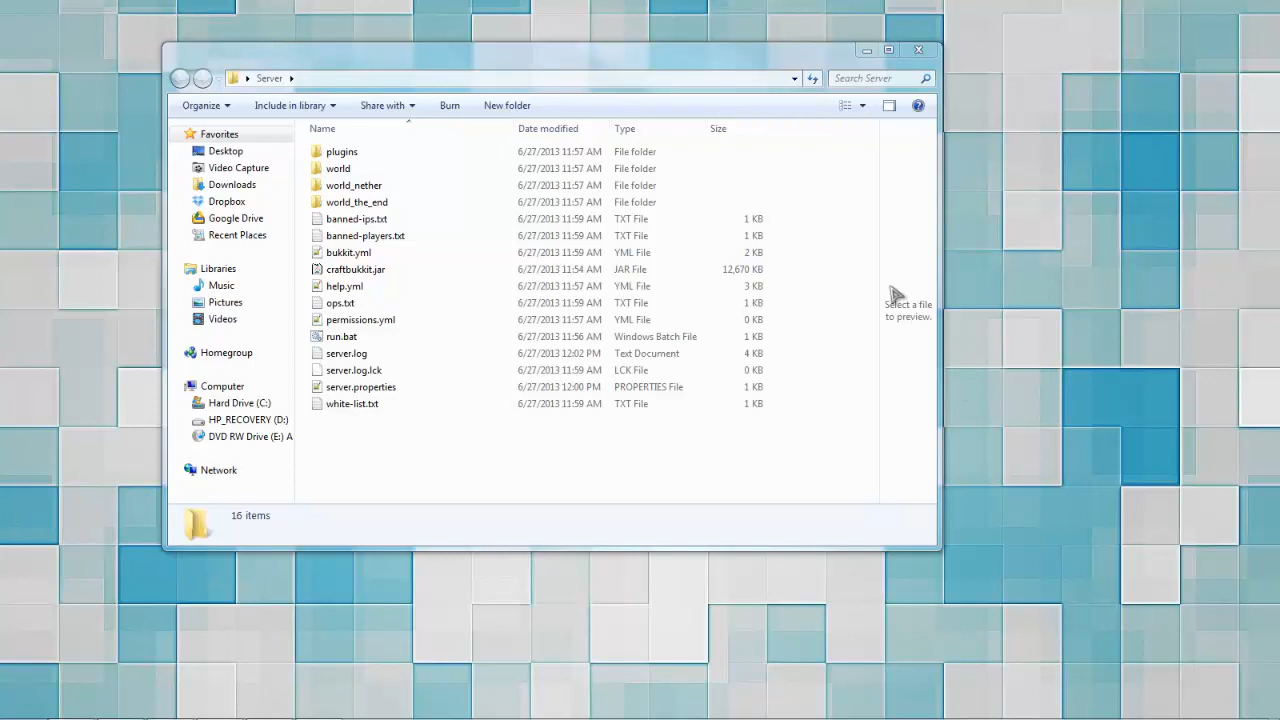 Server
Search Server
Organize Include in library Share with Burn New folder
Name Date modified Type Size
Favorites
Desktop
Video Capture
Downloads
Dropbox
Google Drive
Recent Places
Libraries
Music
Pictures
Videos
Homegroup
Computer
Hard Drive (C:)
HP_RECOVERY (D:)
DVD RW Drive (E:) A
Network
plugins 6/27/2013 11:57 AM File folder
world 6/27/2013 11:57 AM File folder
world_nether 6/27/2013 11:57 AM File folder
world_the_end 6/27/2013 11:57 AM File folder
banned-ips.txt 6/27/2013 11:59 AM TXT File 1 KB
banned-players.txt 6/27/2013 11:59 AM TXT File 1 KB
bukkit.yml 6/27/2013 11:59 AM YML File 2 KB
craftbukkit.jar 6/27/2013 11:54 AM JAR File 12,670 KB
help.yml 6/27/2013 11:59 AM YML File 3 KB
ops.txt 6/27/2013 11:59 AM TXT File 1 KB
permissions.yml 6/27/2013 11:57 AM YML File 0 KB
run.bat 6/27/2013 11:56 AM Windows Batch File 1 KB
server.log 6/27/2013 12:02 PM Text Document 4 KB
server.log.lck 6/27/2013 11:59 AM LCK File 0 KB
server.properties 6/27/2013 12:00 PM PROPERTIES File 1 KB
white-list.txt 6/27/2013 11:59 AM TXT File 1 KB
Select a file
to preview.
16 items